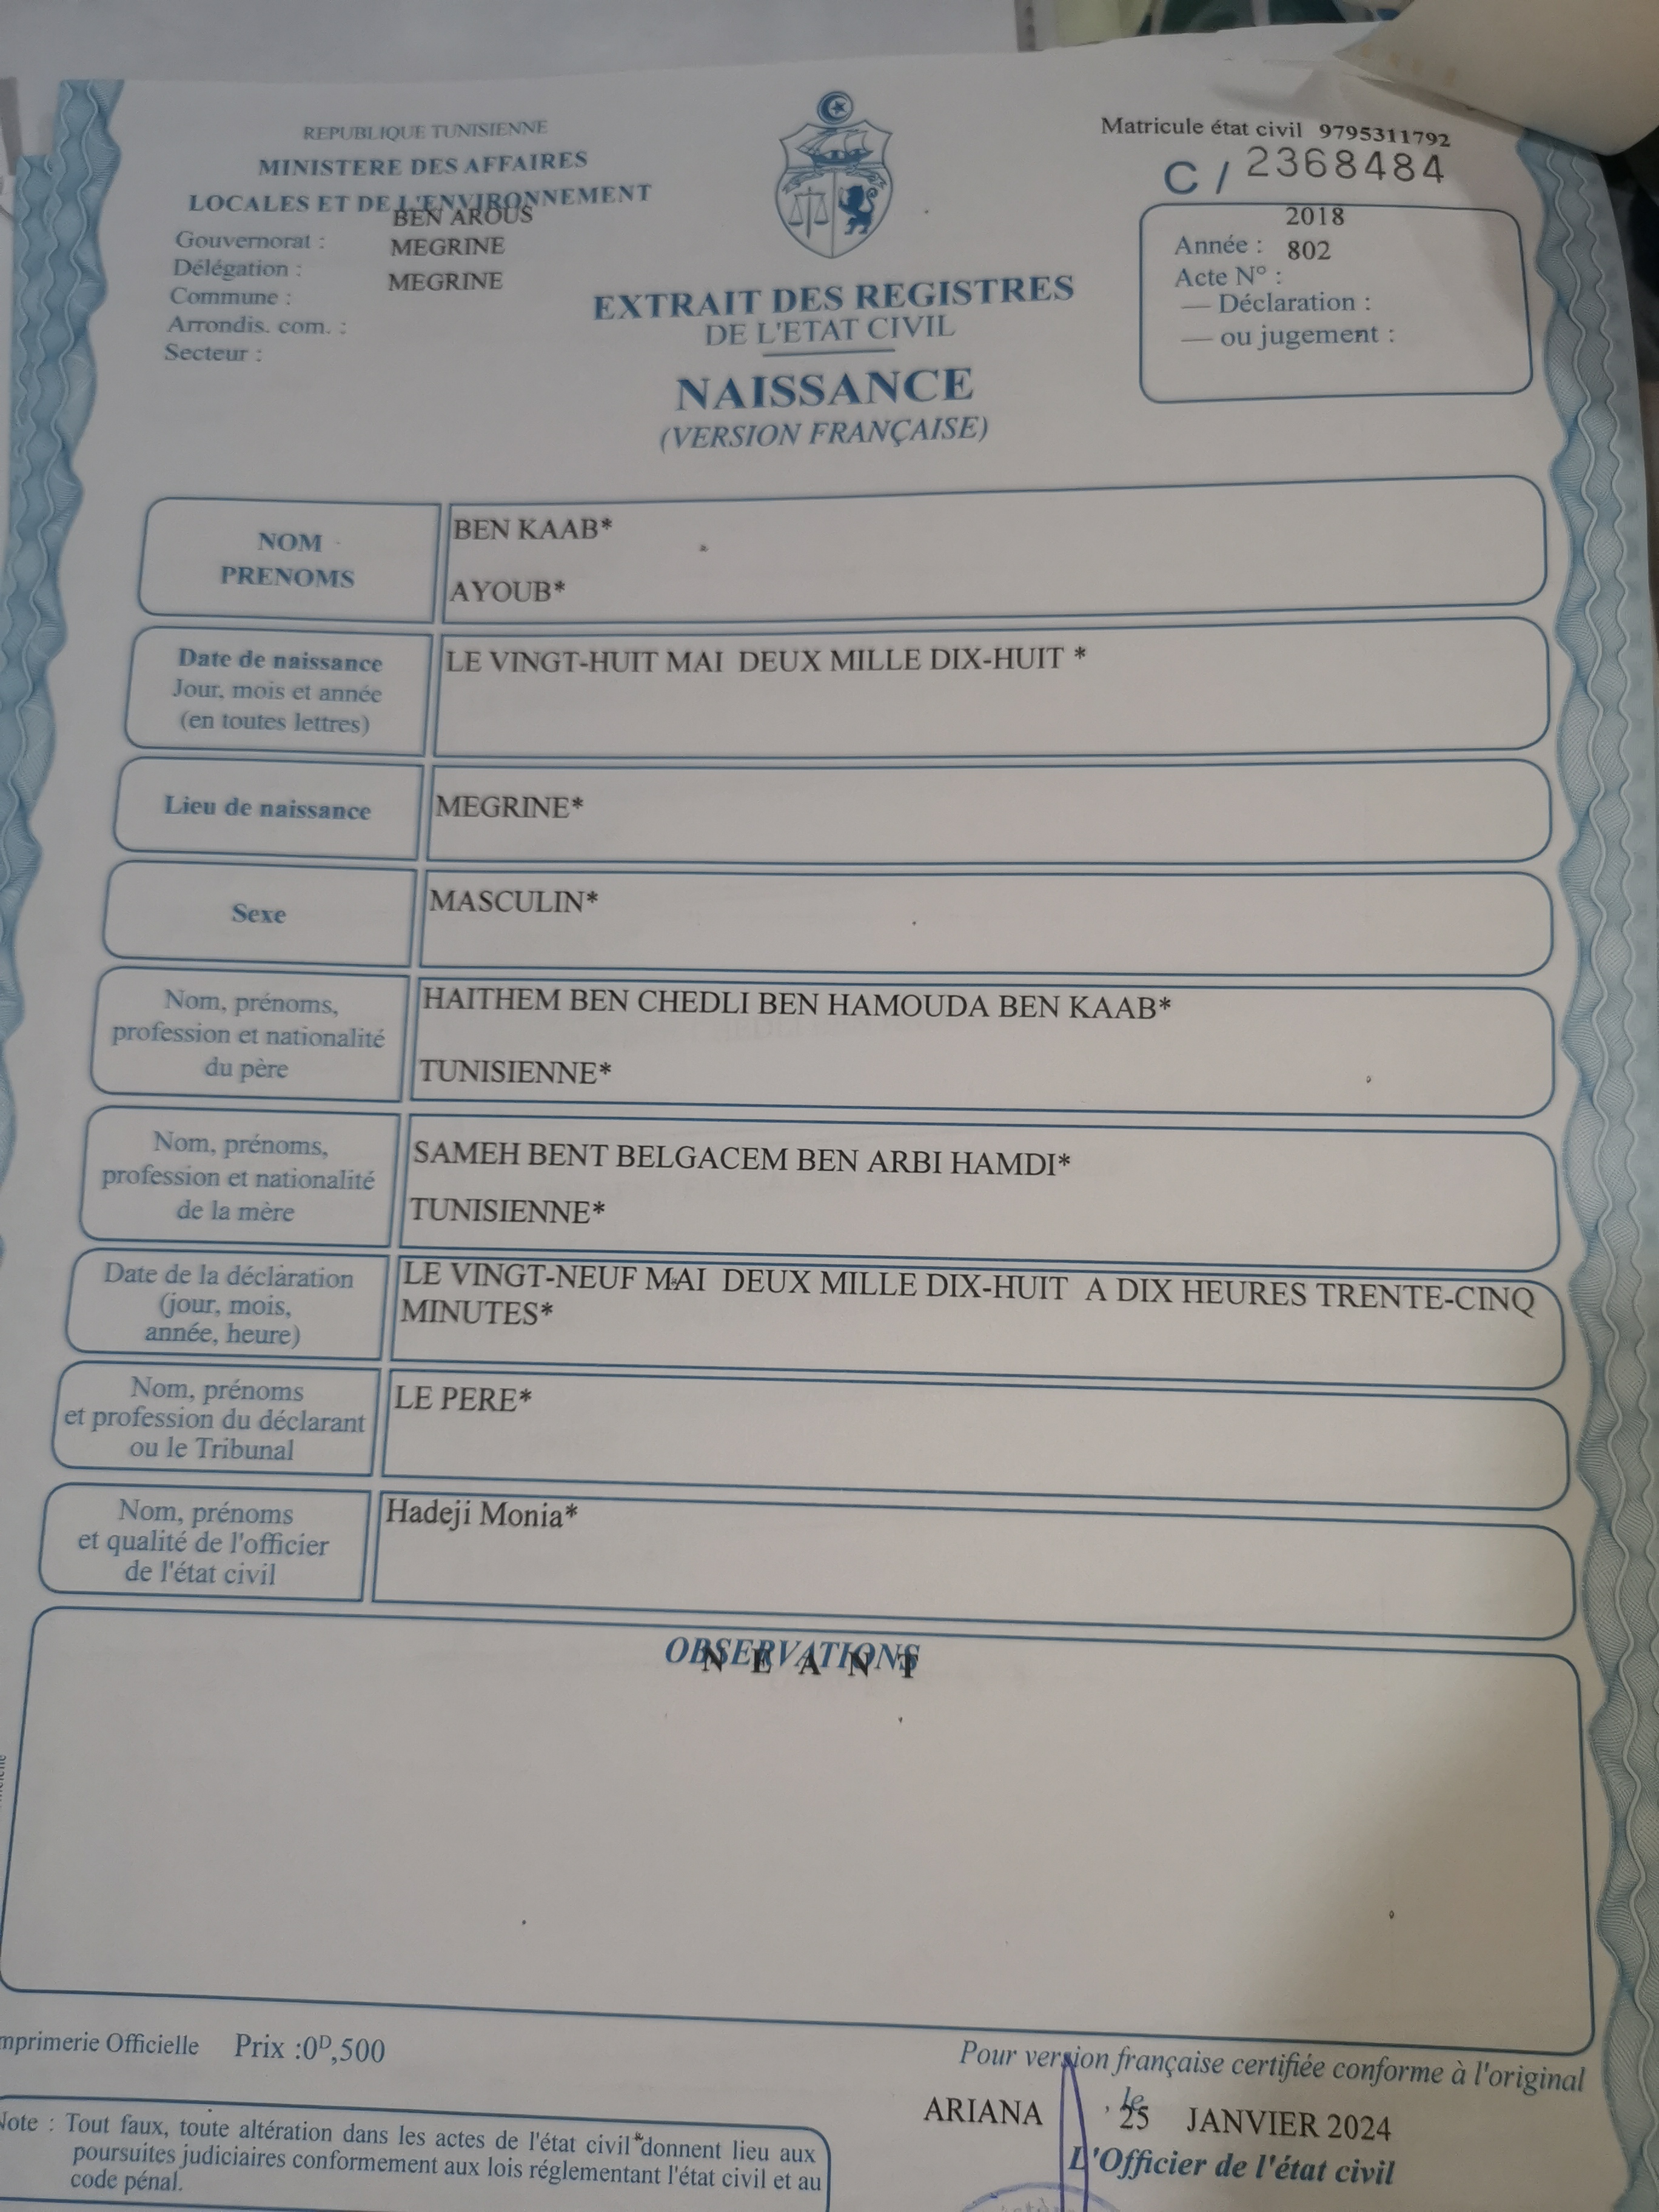 REPUBLIQUE TUNISIENNE
MINISTERE DES AFFAIRES
LOCALES ET DE L'ENVIRONNEMENT
Gouvernorat : BEN AROUS
Délégation : MEGRINE
Commune : MEGRINE
Arrondis. com. :
Secteur :
Matricule état civil 9795311792
C / 2368484
2018
Année : 802
Acte N° :
— Déclaration :
— ou jugement :
EXTRAIT DES REGISTRES
DE L'ETAT CIVIL
NAISSANCE
(VERSION FRANÇAISE)
NOM
PRENOMS
BEN KAAB*
AYOUB*
Date de naissance
Jour, mois et année
(en toutes lettres)
LE VINGT-HUIT MAI DEUX MILLE DIX-HUIT *
Lieu de naissance
MEGRINE*
Sexe
MASCULIN*
Nom, prénoms,
profession et nationalité
du père
HAITHEM BEN CHEDLI BEN HAMOUDA BEN KAAB*
TUNISIENNE*
Nom, prénoms,
profession et nationalité
de la mère
SAMEH BENT BELGACEM BEN ARBI HAMDI*
TUNISIENNE*
Date de la déclaration
(jour, mois,
année, heure)
LE VINGT-NEUF MAI DEUX MILLE DIX-HUIT A DIX HEURES TRENTE-CINQ
MINUTES*
Nom, prénoms
et profession du déclarant
ou le Tribunal
LE PERE*
Nom, prénoms
et qualité de l'officier
de l'état civil
Hadeji Monia*
OBSERVATIONS
N E A N T
Imprimerie Officielle Prix :0ᴰ,500
Pour version française certifiée conforme à l'original
ARIANA , le 25 JANVIER 2024
L'Officier de l'état civil
Note : Tout faux, toute altération dans les actes de l'état civil*donnent lieu aux
poursuites judiciaires conformement aux lois réglementant l'état civil et au
code pénal.